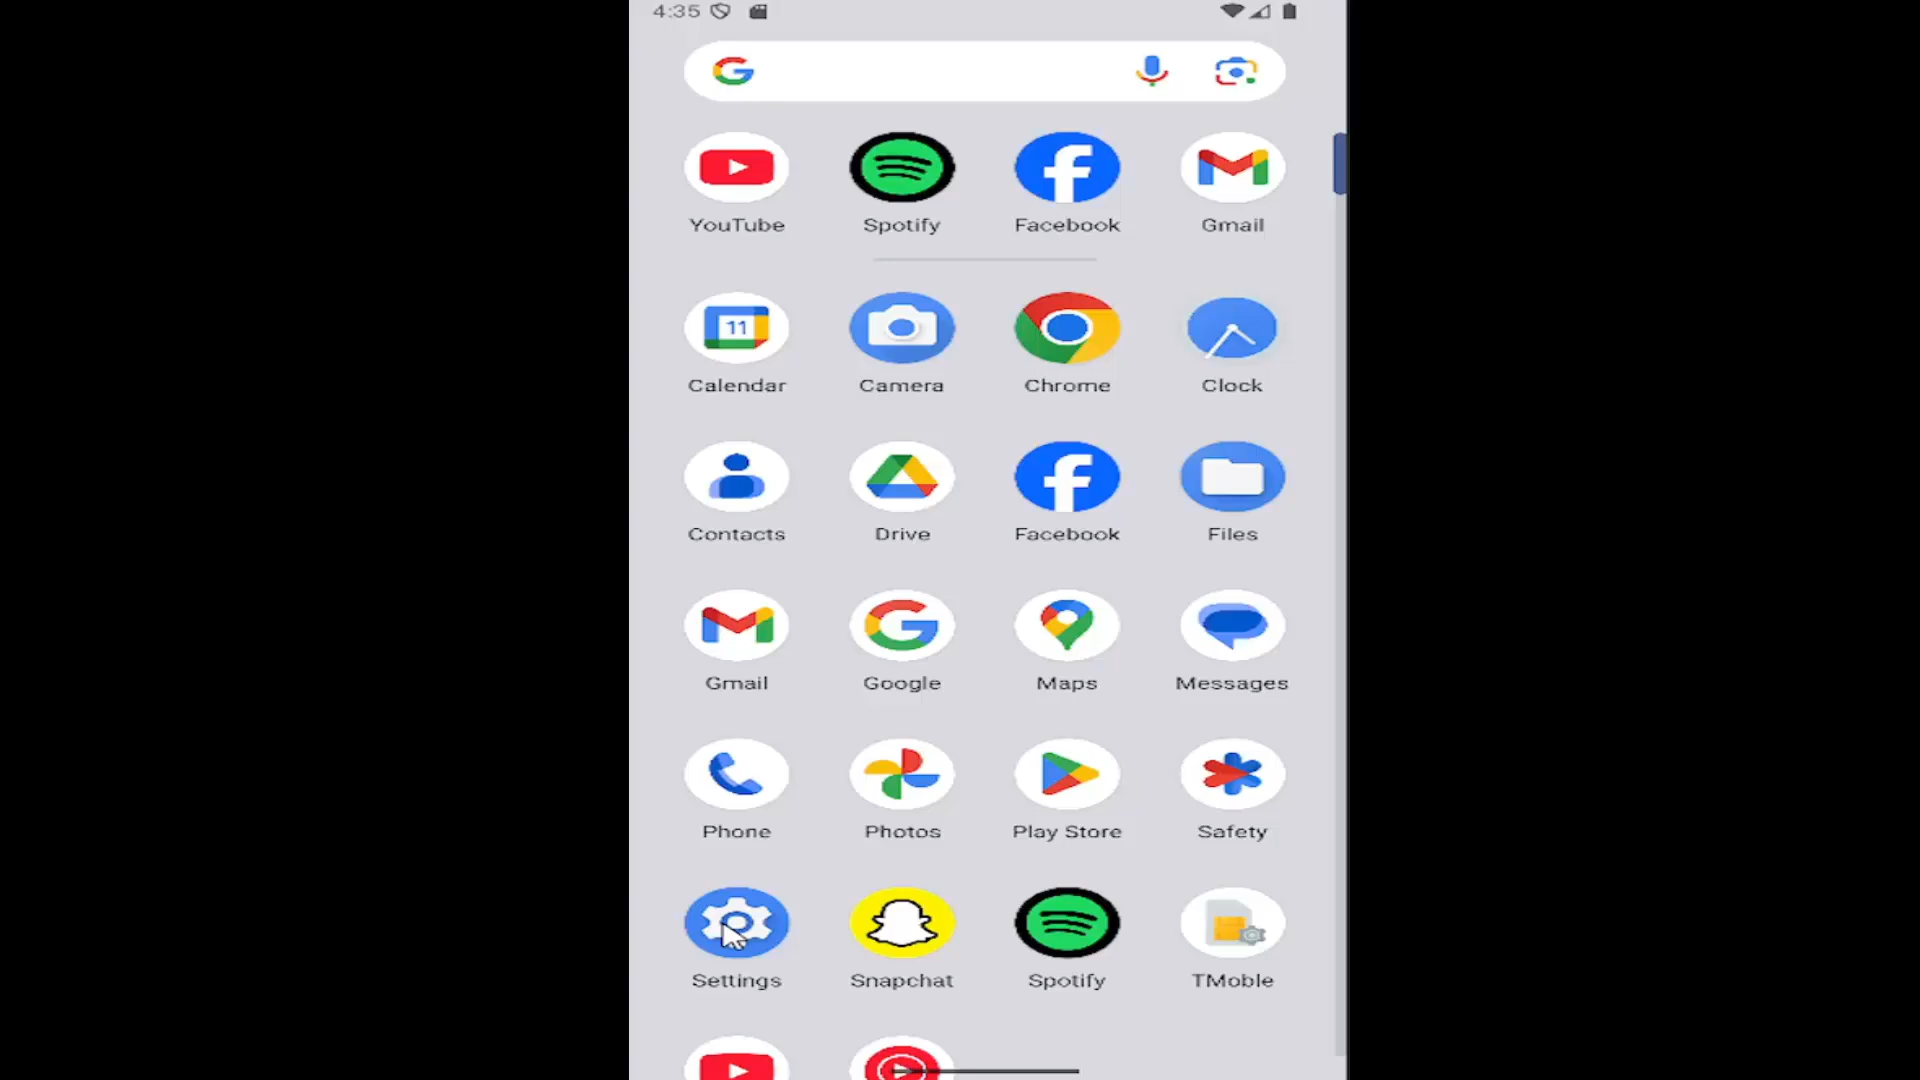 4:35
YouTube Spotify Facebook Gmail
11
Calendar Camera Chrome Clock
Contacts Drive Facebook Files
Gmail Google Maps Messages
Phone Photos Play Store Safety
Settings Snapchat Spotify TMoble